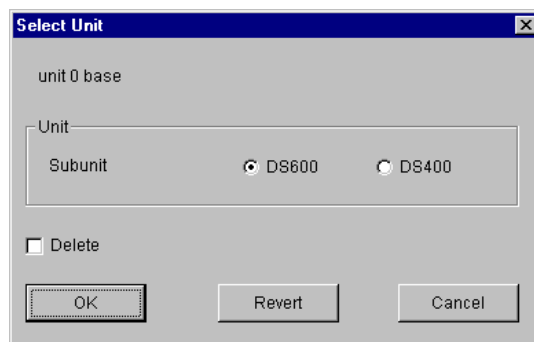 Select Unit
unit 0 base
Unit
Subunit DS600 DS400
Delete
OK Revert Cancel